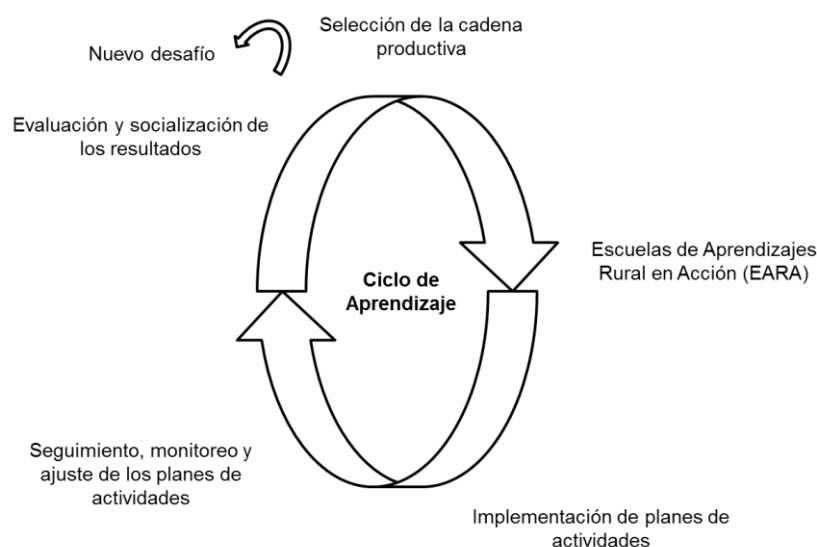 Selección de la cadena
productiva
Nuevo desafío
Evaluación y socialización de
los resultados
Ciclo de
Aprendizaje
Escuelas de Aprendizajes
Rural en Acción (EARA)
Seguimiento, monitoreo y
ajuste de los planes de
actividades
Implementación de planes de
actividades